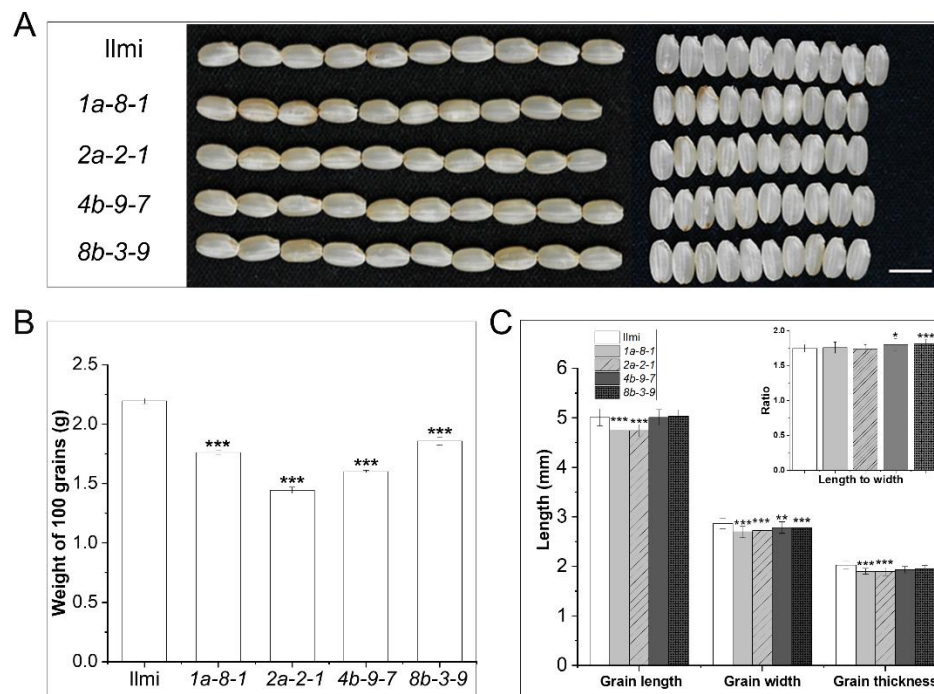 A
Ilmi
1a-8-1
2a-2-1
4b-9-7
8b-3-9
B
Weight of 100 grains (g)
2.5
2.0
1.5
1.0
0.5
0.0
***
***
***
***
Ilmi 1a-8-1 2a-2-1 4b-9-7 8b-3-9
C
Length (mm)
6
5
4
3
2
1
0
Ilmi
1a-8-1
2a-2-1
4b-9-7
8b-3-9
*** ***
*** *** ** ***
*** ***
Grain length Grain width Grain thickness
Ratio
2.0
1.5
1.0
0.5
0.0
* ***
Length to width